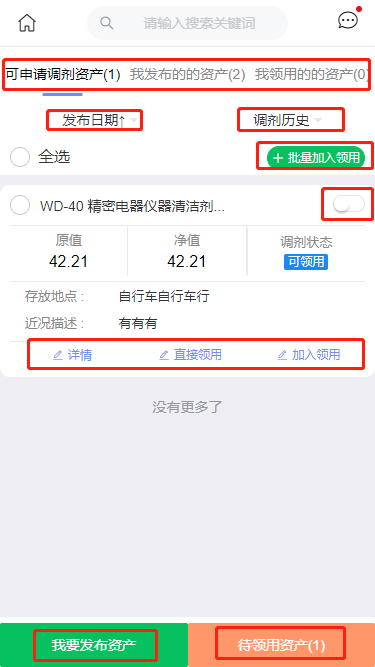 请输入搜索关键词
可申请调剂资产(1) 我发布的的资产(2) 我领用的的资产(0)
发布日期↑ 调剂历史
全选 +批量加入领用
WD-40 精密电器仪器清洁剂...
原值 净值 调剂状态
42.21 42.21 可领用
存放地点： 自行车自行车行
近况描述： 有有有
详情 直接领用 加入领用
没有更多了
我要发布资产 待领用资产(1)